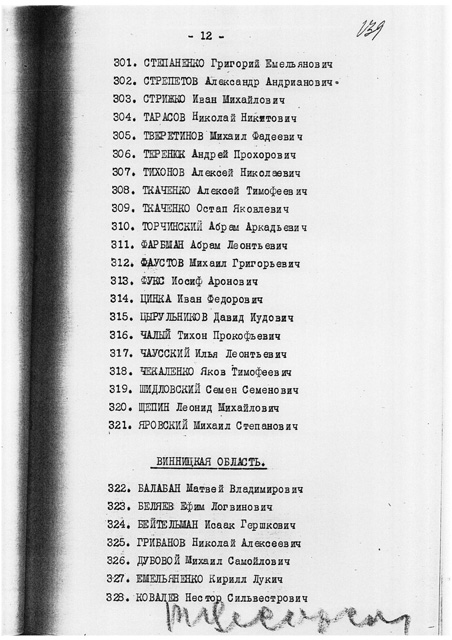 - 12 -
139
301. СТЕПАНЕНКО Григорий Емельянович
302. СТРЕПЕТОВ Александр Андрианович.
303. СТРИЖКО Иван Михайлович
304. ТАРАСОВ Николай Никитович
305. ТВЕРЕТИНОВ Михаил Фадеевич
306. ТЕРЕНЮК Андрей Прохорович
307. ТИХОНОВ Алексей Николаевич
308. ТКАЧЕНКО Алексей Тимофеевич
309. ТКАЧЕНКО Остап Яковлевич
310. ТОРЧИНСКИЙ Абрам Аркадьевич
311. ФАРБМАН Абрам Леонтьевич
312. ФАУСТОВ Михаил Григорьевич
313. ФУКС Иосиф Аронович
314. ЦИНКА Иван Федорович
315. ЦЫРУЛЬНИКОВ Давид Иудович
316. ЧАЛЫЙ Тихон Прокофьевич
317. ЧАУССКИЙ Илья Леонтьевич
318. ЧЕКАЛЕНКО Яков Тимофеевич
319. ШИДЛОВСКИЙ Семен Семенович
320. ЩЕПИН Леонид Михайлович
321. ЯРОВСКИЙ Михаил Степанович
ВИННИЦКАЯ ОБЛАСТЬ.
322. БАЛАБАН Матвей Владимирович
323. БЕЛЯЕВ Ефим Логвинович
324. БЕЙТЕЛЬМАН Исаак Гершкович
325. ГРИБАНОВ Николай Алексеевич
326. ДУБОВОЙ Михаил Самойлович
327. ЕМЕЛЬЯНЕНКО Кирилл Лукич
328. КОВАЛЕВ Нестор Сильвестрович